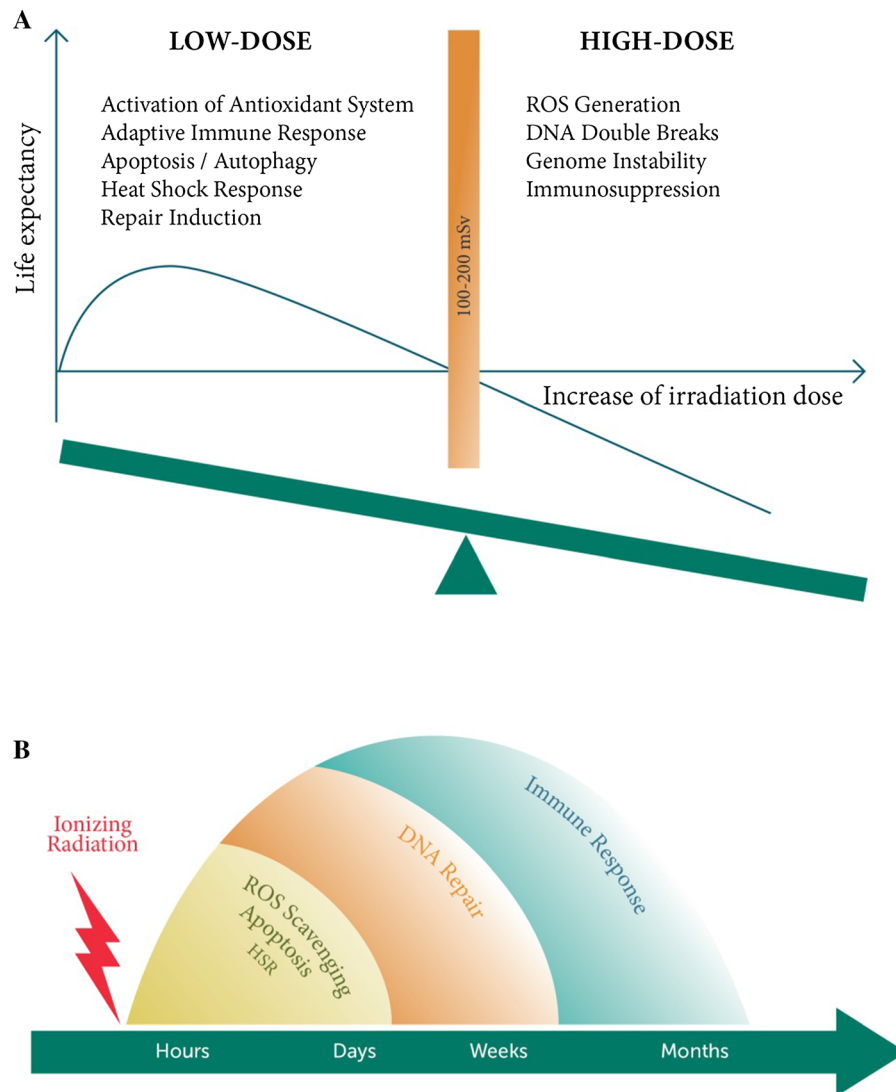 A
LOW-DOSE
HIGH-DOSE
Life expectancy
Activation of Antioxidant System
Adaptive Immune Response
Apoptosis / Autophagy
Heat Shock Response
Repair Induction
ROS Generation
DNA Double Breaks
Genome Instability
Immunosuppression
100-200 mSv
Increase of irradiation dose
B
Ionizing
Radiation
ROS Scavenging
Apoptosis
HSR
DNA Repair
Immune Response
Hours
Days
Weeks
Months